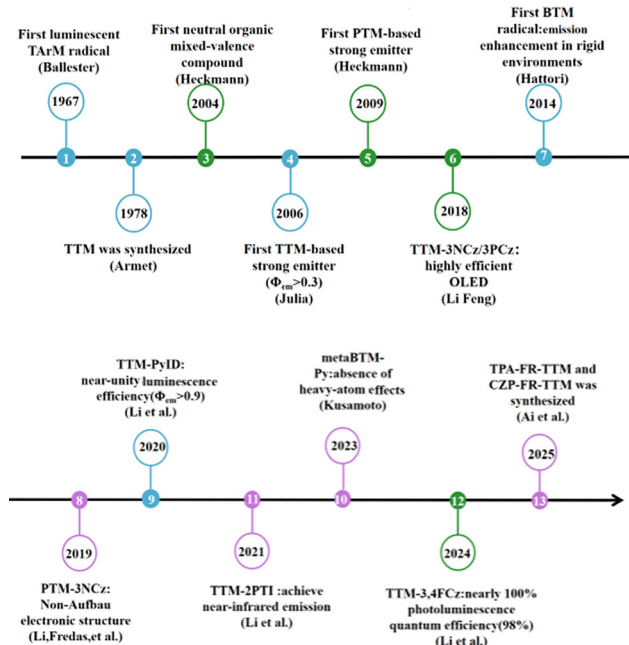 First luminescent
TArM radical
(Ballester)
1967
1
First neutral organic
mixed-valence
compound
(Heckmann)
2004
3
First PTM-based
strong emitter
(Heckmann)
2009
5
First BTM
radical:emission
enhancement in rigid
environments
(Hattori)
2014
7
2
1978
TTM was synthesized
(Armet)
4
2006
First TTM-based
strong emitter
(Φem>0.3)
(Julia)
6
2018
TTM-3NCz/3PCz:
highly efficient
OLED
(Li Feng)
TTM-PyID:
near-unity luminescence
efficiency(Φem>0.9)
(Li et al.)
2020
9
metaBTM-
Py:absence of
heavy-atom effects
(Kusamoto)
2023
10
TPA-FR-TTM and
CZP-FR-TTM was
synthesized
(Ai et al.)
2025
13
8
2019
PTM-3NCz:
Non-Aufbau
electronic structure
(Li,Fredas,et al.)
11
2021
TTM-2PTI :achieve
near-infrared emission
(Li et al.)
12
2024
TTM-3,4FCz:nearly 100%
photoluminescence
quantum efficiency(98%)
(Li et al.)